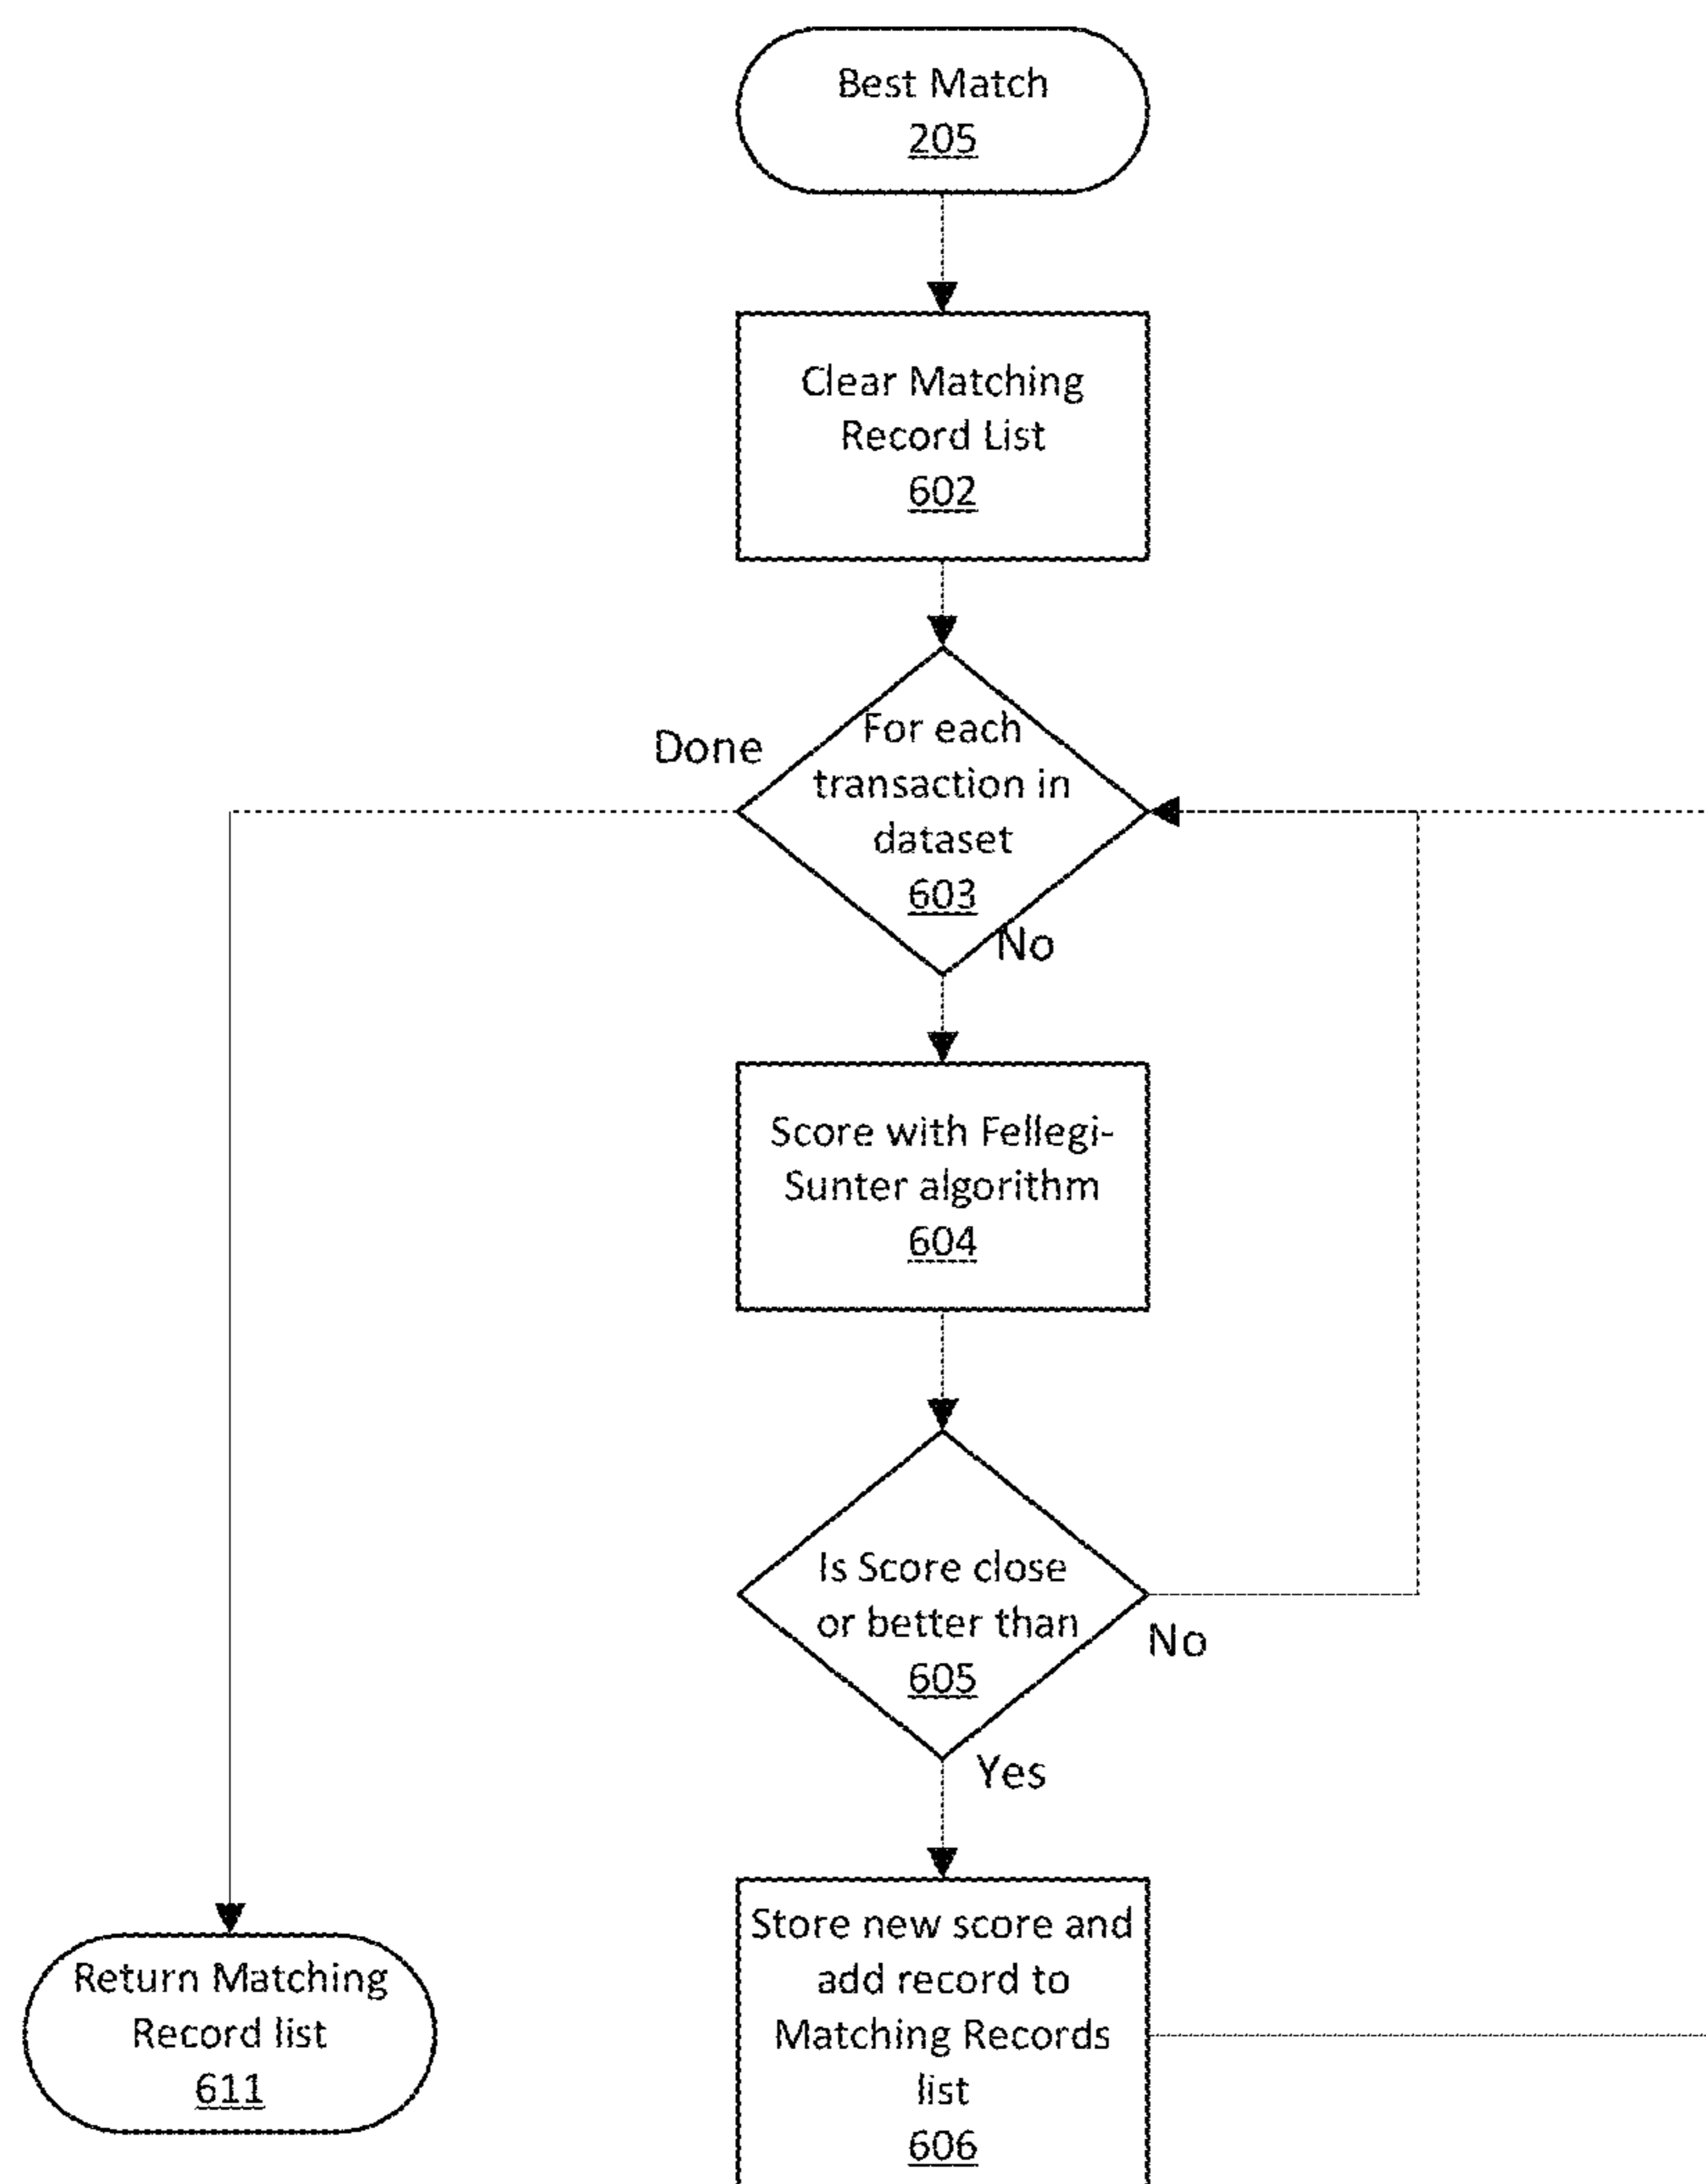 Best Match
205
Clear Matching
Record List
602
Done
For each
transaction in
dataset
603
No
Score with Fellegi-
Sunter algorithm
604
Is Score close
or better than
605
No
Yes
Store new score and
add record to
Matching Records
list
606
Return Matching
Record list
611